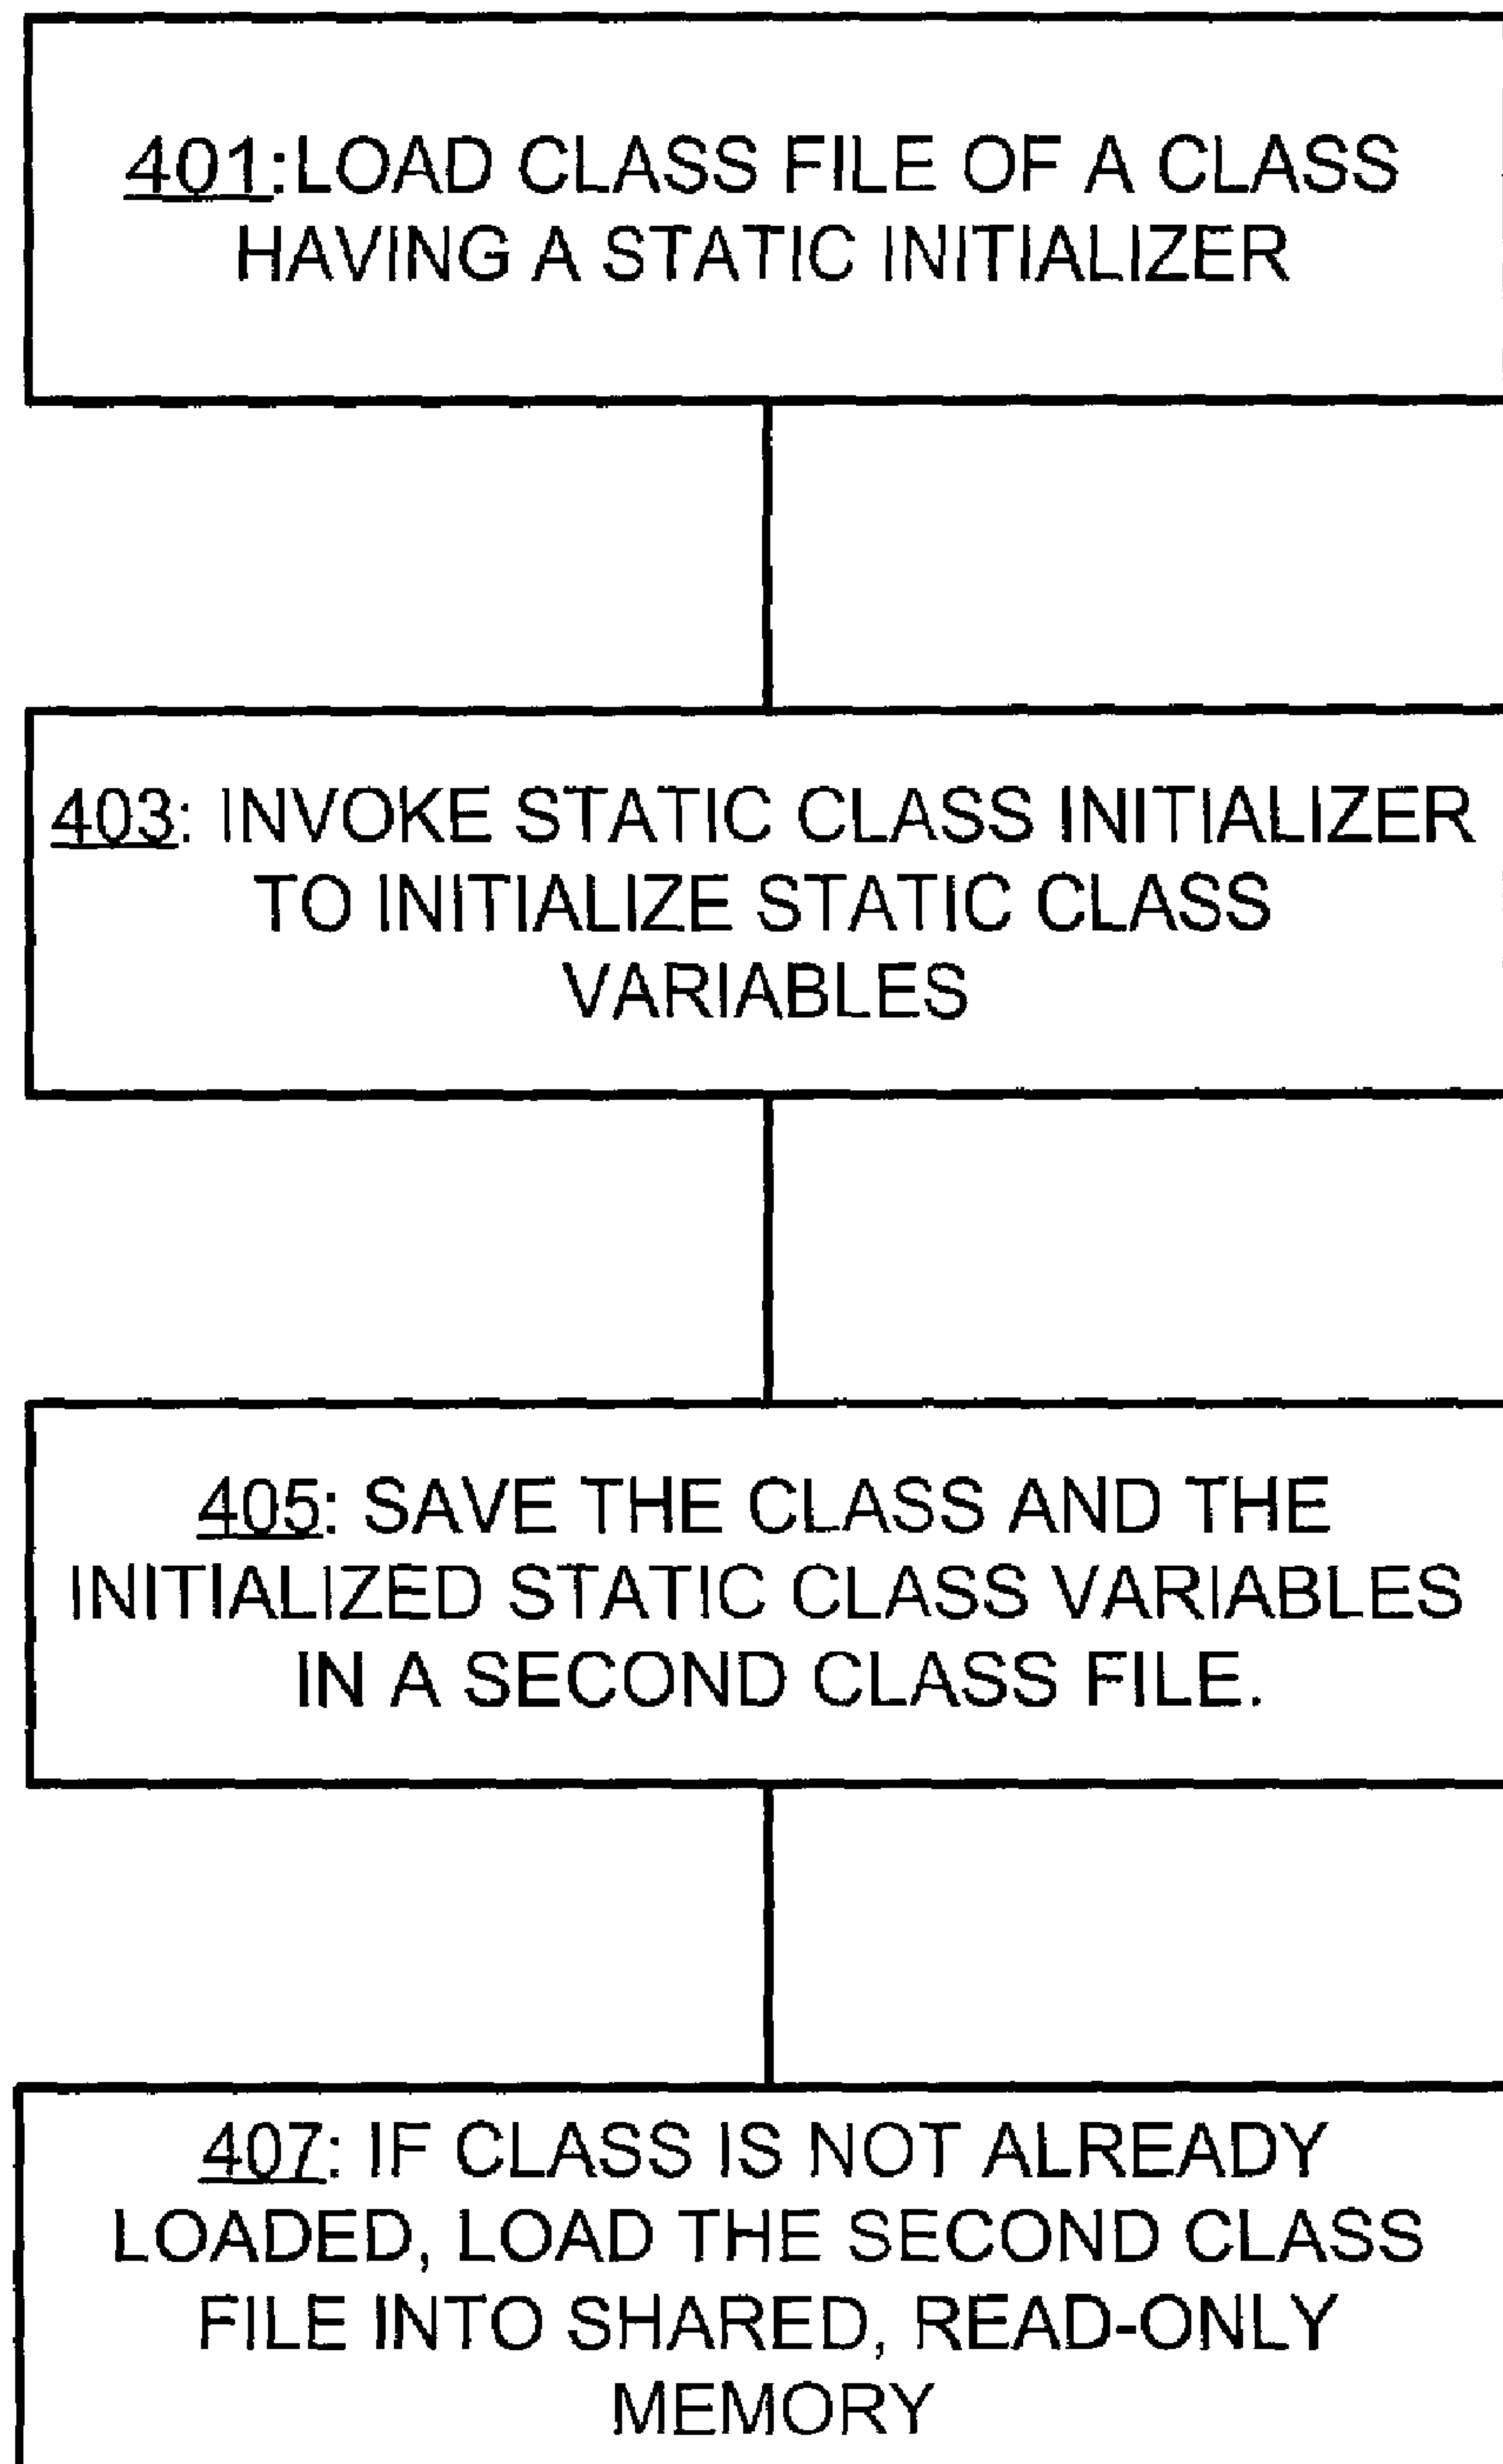 401:LOAD CLASS FILE OF A CLASS
HAVING A STATIC INITIALIZER
403: INVOKE STATIC CLASS INITIALIZER
TO INITIALIZE STATIC CLASS
VARIABLES
405: SAVE THE CLASS AND THE
INITIALIZED STATIC CLASS VARIABLES
IN A SECOND CLASS FILE.
407: IF CLASS IS NOT ALREADY
LOADED, LOAD THE SECOND CLASS
FILE INTO SHARED, READ-ONLY
MEMORY